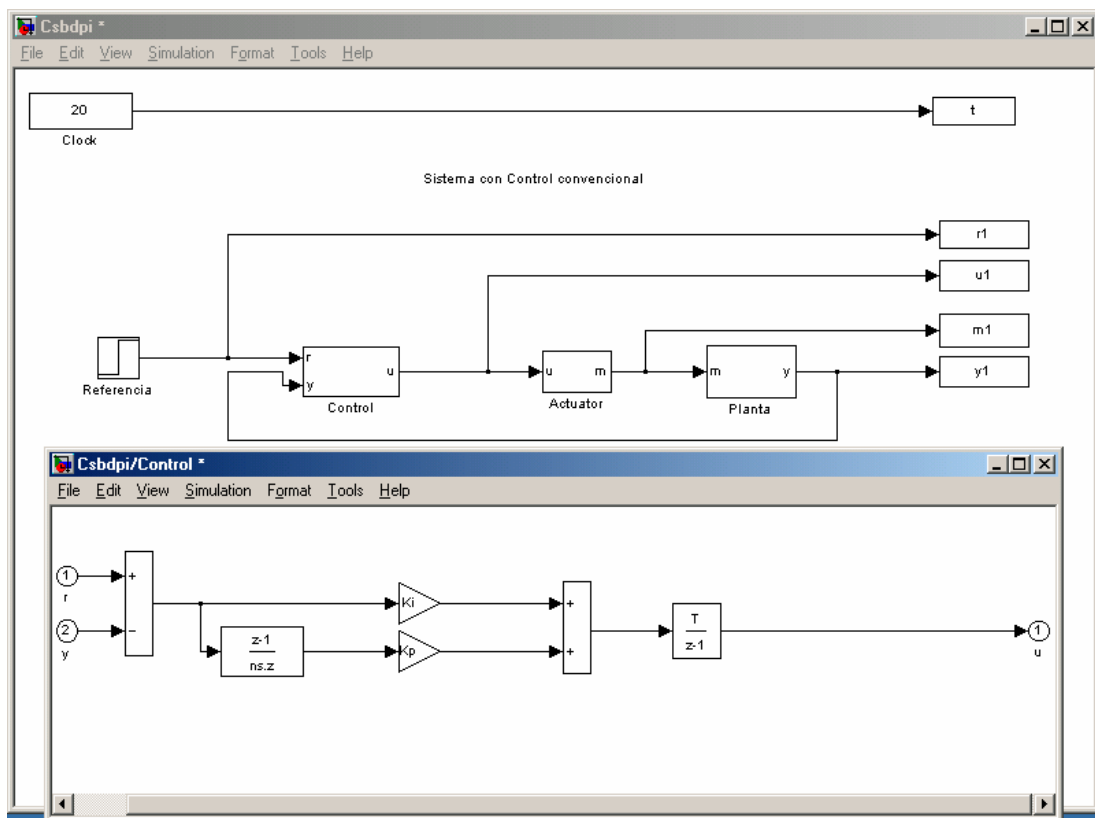 Csbdpi *
File Edit View Simulation Format Tools Help
20
Clock
t
Sistema con Control convencional
r1
u1
m1
y1
Referencia
r
y
u
Control
u
m
Actuator
m
y
Planta
Csbdpi/Control *
File Edit View Simulation Format Tools Help
1
r
2
y
+
-
z-1
ns.z
Ki
Kp
+
+
T
z-1
1
u